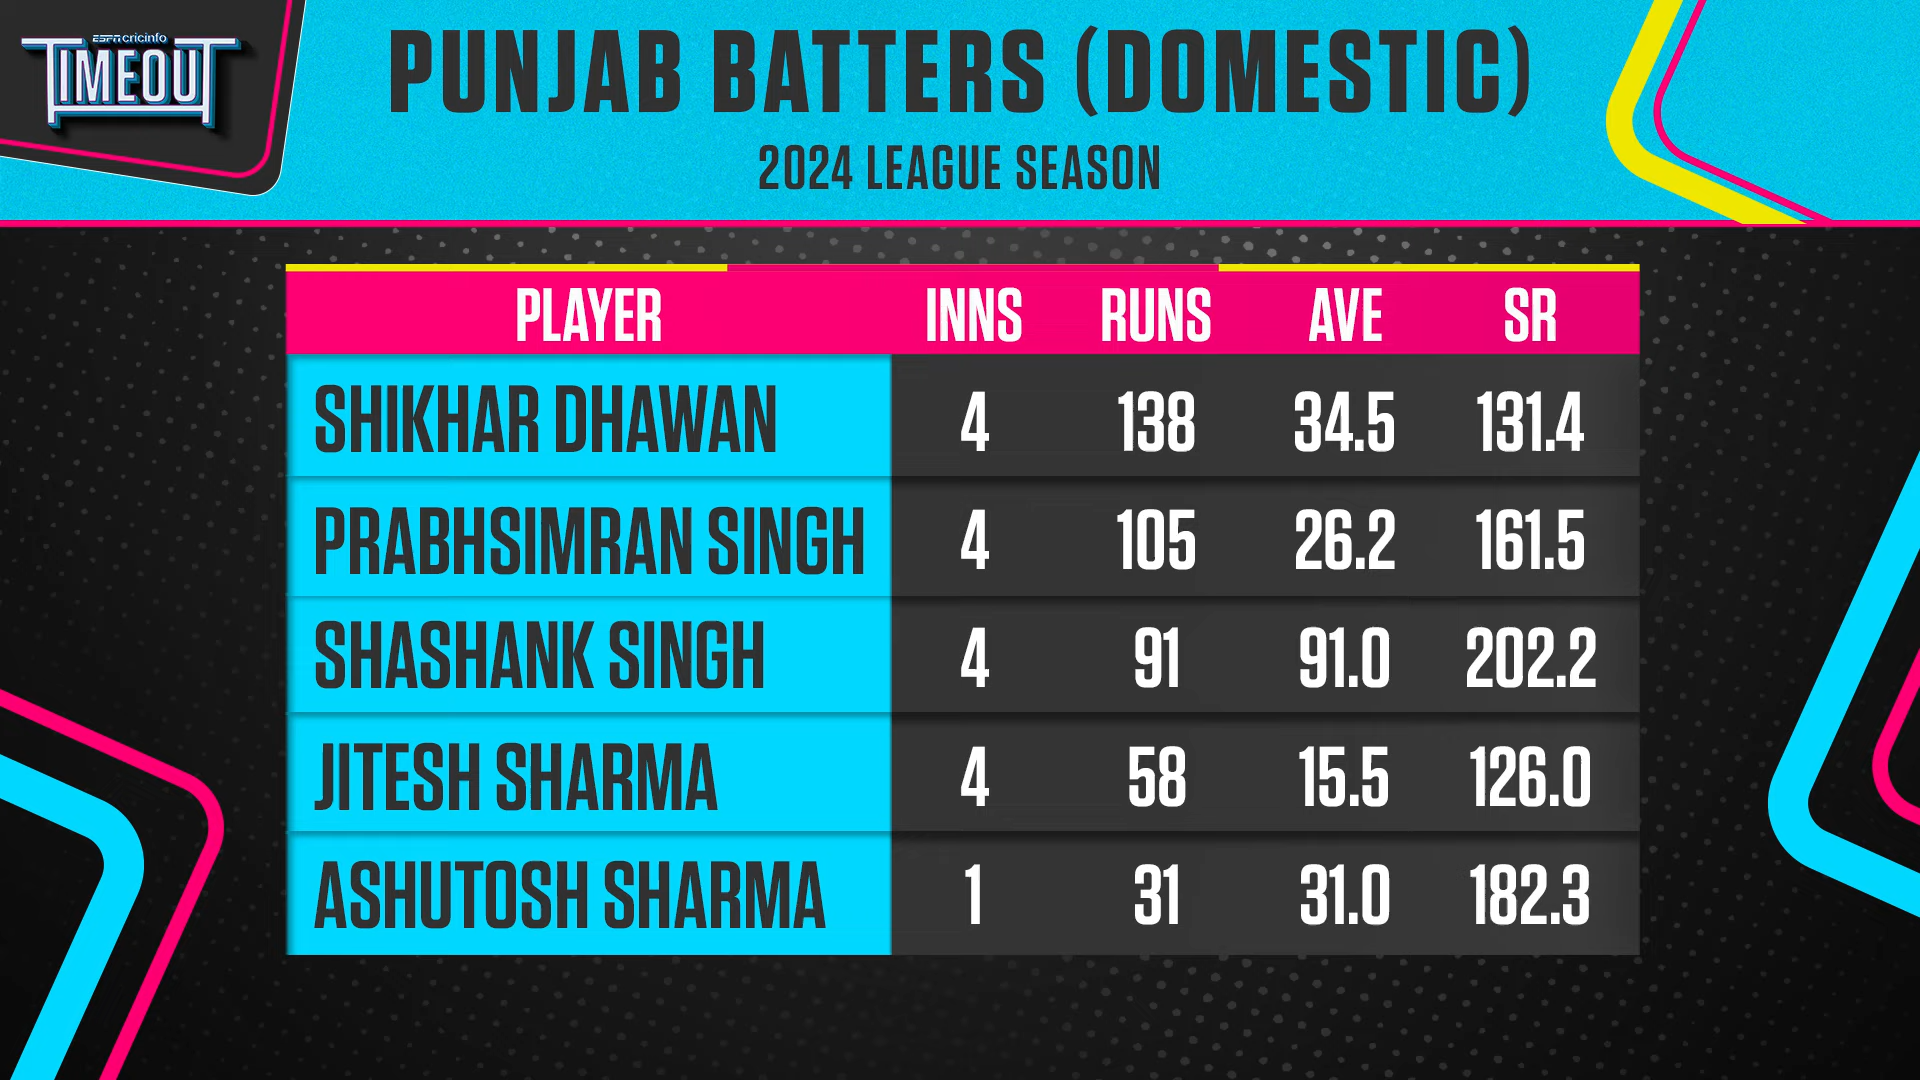 ESPN cricinfo
TIMEOUT
PUNJAB BATTERS (DOMESTIC)
2024 LEAGUE SEASON
PLAYER INNS RUNS AVE SR
SHIKHAR DHAWAN 4 138 34.5 131.4
PRABHSIMRAN SINGH 4 105 26.2 161.5
SHASHANK SINGH 4 91 91.0 202.2
JITESH SHARMA 4 58 15.5 126.0
ASHUTOSH SHARMA 1 31 31.0 182.3